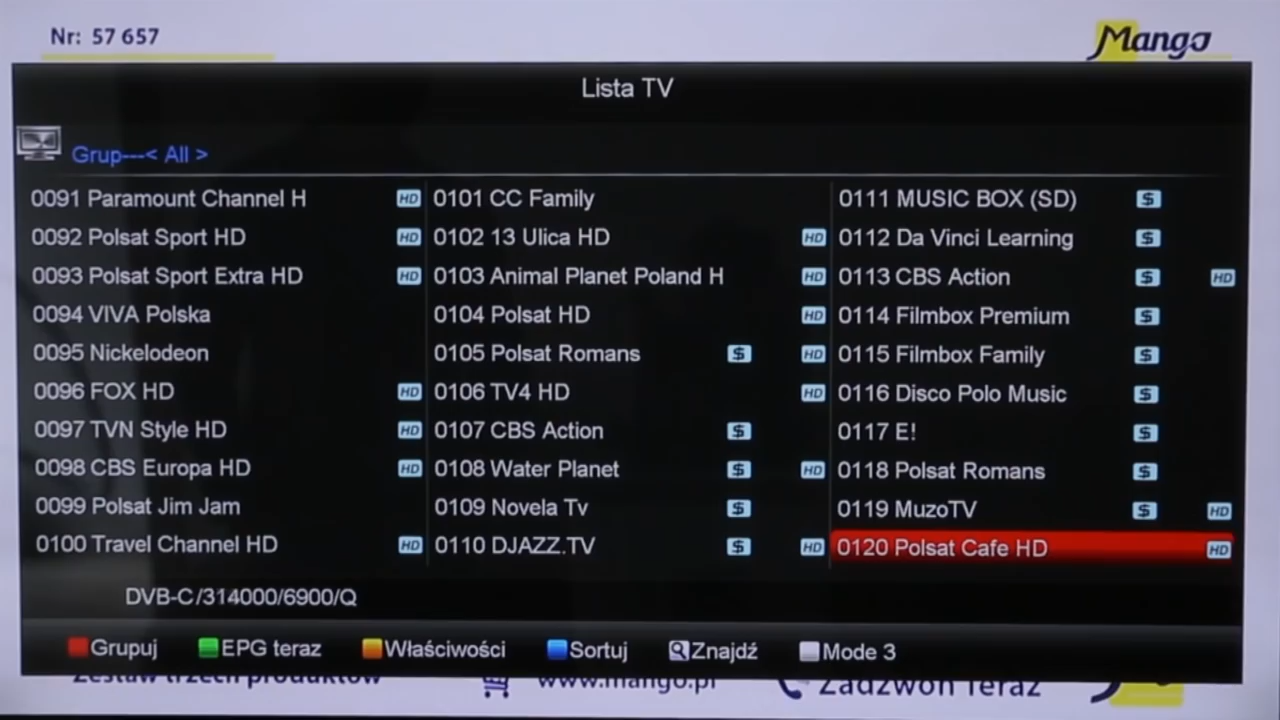 Nr: 57 657
Mango
Lista TV
Grup---< All >
0091 Paramount Channel H HD
0092 Polsat Sport HD HD
0093 Polsat Sport Extra HD HD
0094 VIVA Polska
0095 Nickelodeon
0096 FOX HD HD
0097 TVN Style HD HD
0098 CBS Europa HD HD
0099 Polsat Jim Jam
0100 Travel Channel HD HD
0101 CC Family
0102 13 Ulica HD HD
0103 Animal Planet Poland H HD
0104 Polsat HD HD
0105 Polsat Romans $ HD
0106 TV4 HD HD
0107 CBS Action $
0108 Water Planet $ HD
0109 Novela Tv $
0110 DJAZZ.TV $ HD
0111 MUSIC BOX (SD) $
0112 Da Vinci Learning $
0113 CBS Action $ HD
0114 Filmbox Premium $
0115 Filmbox Family $
0116 Disco Polo Music $
0117 E! $
0118 Polsat Romans $
0119 MuzoTV $ HD
0120 Polsat Cafe HD HD
DVB-C/314000/6900/Q
Grupuj EPG teraz Właściwości Sortuj Znajdź Mode 3
Zestaw trzech produktów www.mango.pl Zadzwoń Teraz